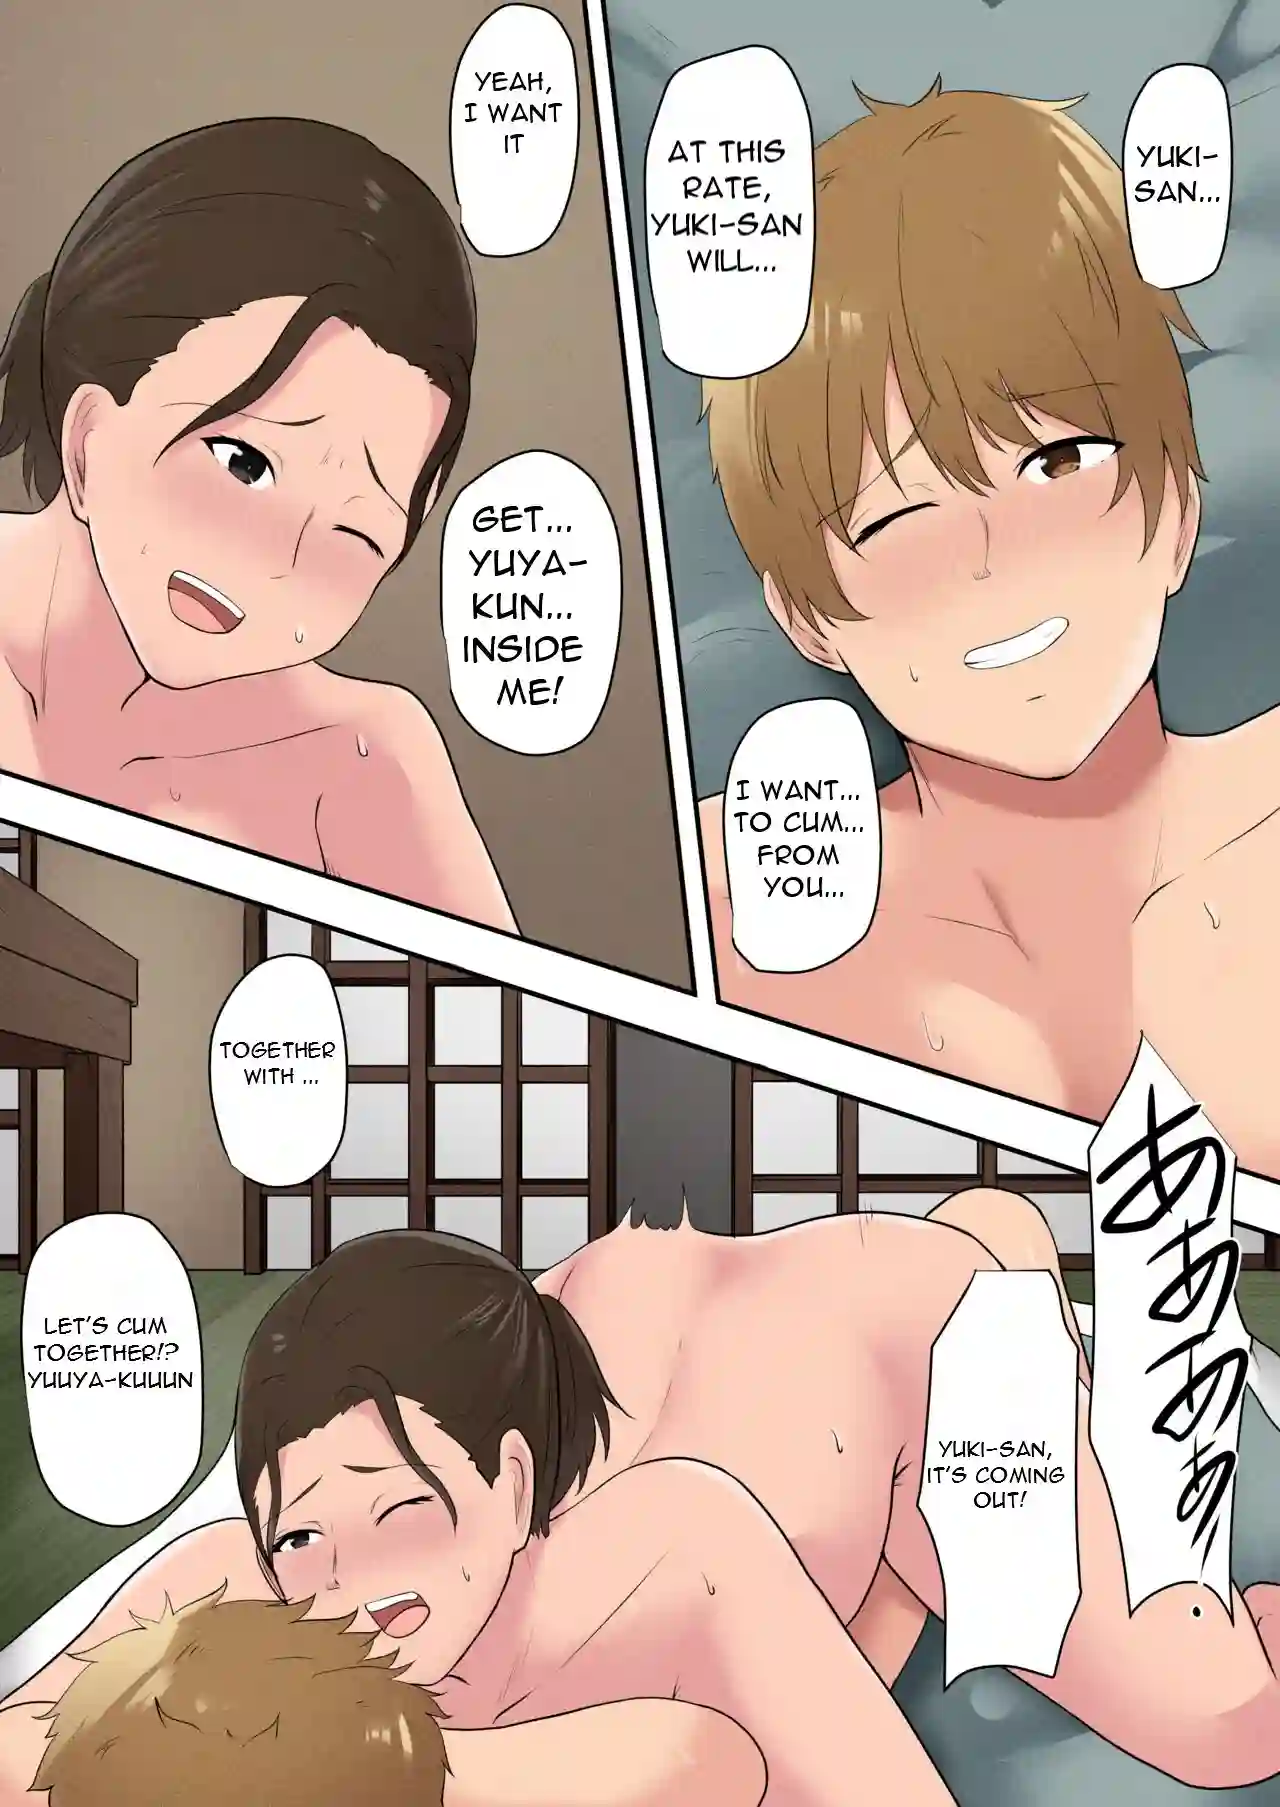 YUKI-
SAN...
AT THIS
RATE,
YUKI-SAN
WILL...
I WANT...
TO CUM...
FROM
YOU...
YEAH,
I WANT
IT
GET...
YUYA-
KUN...
INSIDE
ME!
あああぁ
YUKI-SAN,
IT'S COMING
OUT!
TOGETHER
WITH ...
LET'S CUM
TOGETHER!?
YUUYA-KUUUN